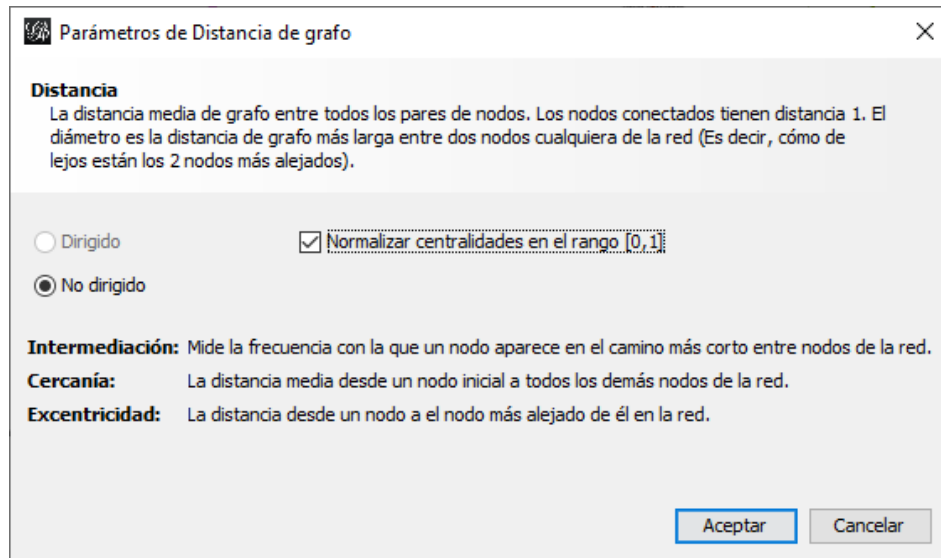 Parámetros de Distancia de grafo
Distancia
La distancia media de grafo entre todos los pares de nodos. Los nodos conectados tienen distancia 1. El
diámetro es la distancia de grafo más larga entre dos nodos cualquiera de la red (Es decir, cómo de
lejos están los 2 nodos más alejados).
Dirigido
Normalizar centralidades en el rango [0,1]
No dirigido
Intermediación: Mide la frecuencia con la que un nodo aparece en el camino más corto entre nodos de la red.
Cercanía: La distancia media desde un nodo inicial a todos los demás nodos de la red.
Excentricidad: La distancia desde un nodo a el nodo más alejado de él en la red.
Aceptar
Cancelar